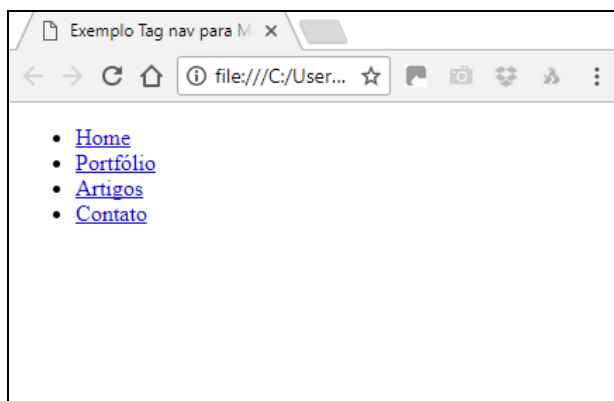 Exemplo Tag nav para M
file:///C:/User...
Home
Portfólio
Artigos
Contato